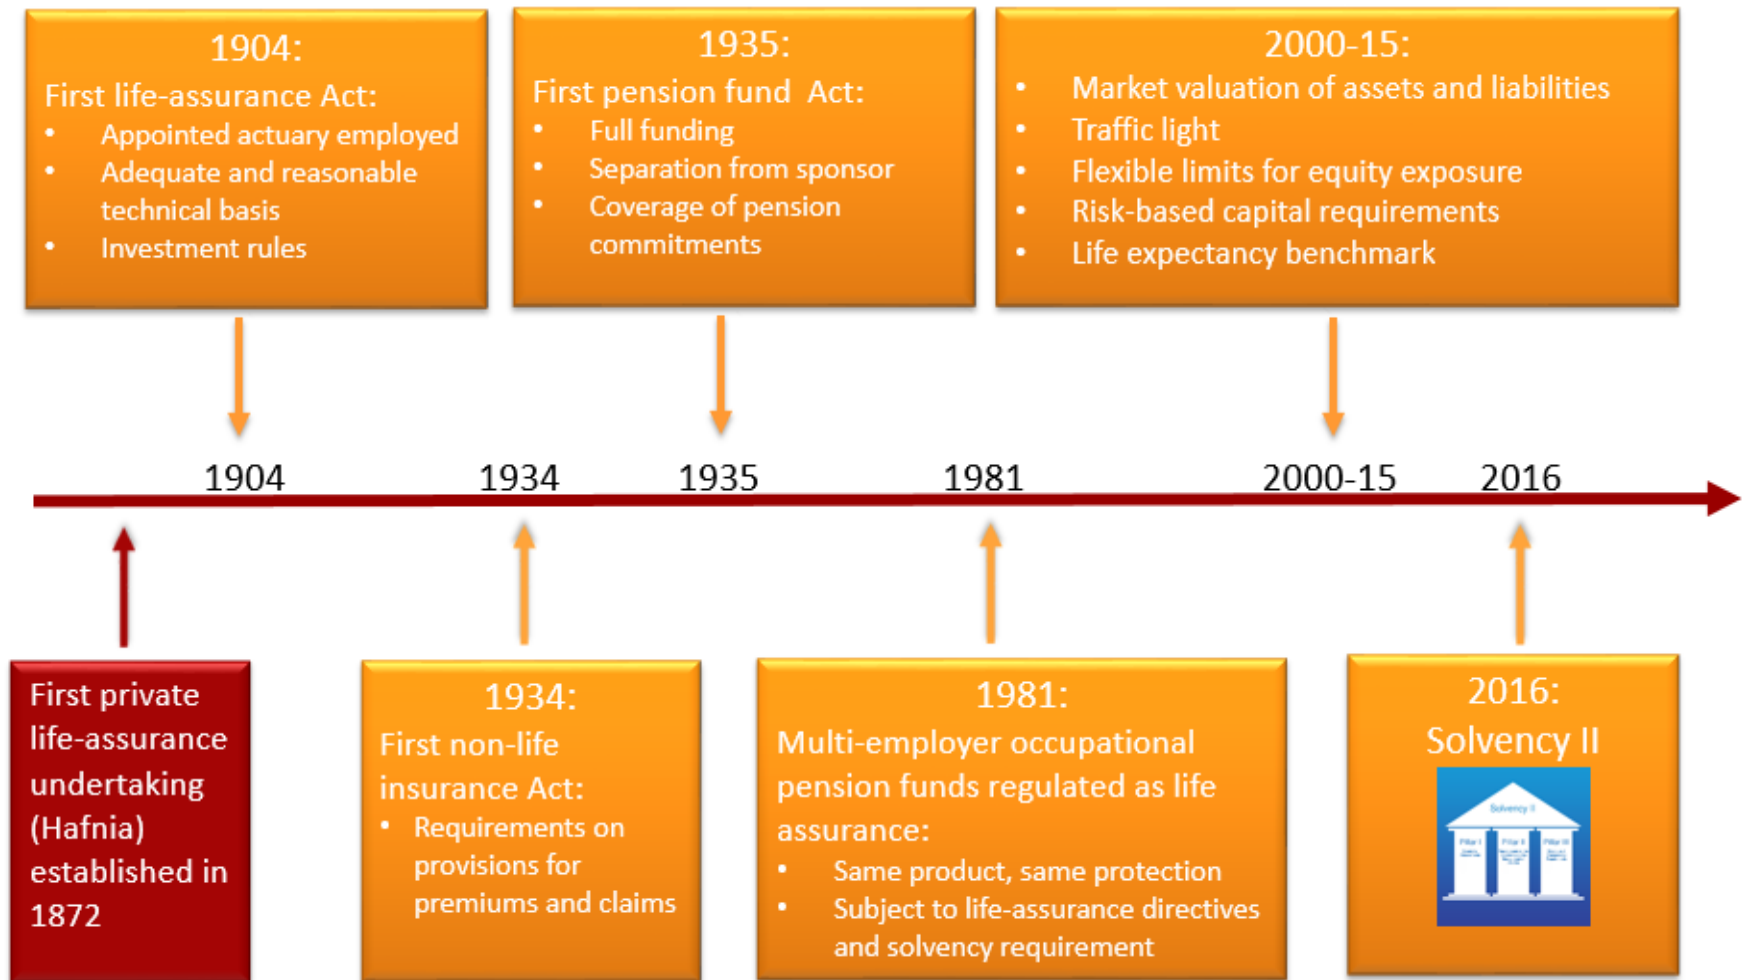 1904:
First life-assurance Act:
• Appointed actuary employed
• Adequate and reasonable
technical basis
• Investment rules
1935:
First pension fund Act:
• Full funding
• Separation from sponsor
• Coverage of pension
commitments
2000-15:
• Market valuation of assets and liabilities
• Traffic light
• Flexible limits for equity exposure
• Risk-based capital requirements
• Life expectancy benchmark
1904
1934
1935
1981
2000-15
2016
First private
life-assurance
undertaking
(Hafnia)
established in
1872
1934:
First non-life
insurance Act:
• Requirements on
provisions for
premiums and claims
1981:
Multi-employer occupational
pension funds regulated as life
assurance:
• Same product, same protection
• Subject to life-assurance directives
and solvency requirement
2016:
Solvency II
Solvency II
Pillar I
Pillar II
Pillar III